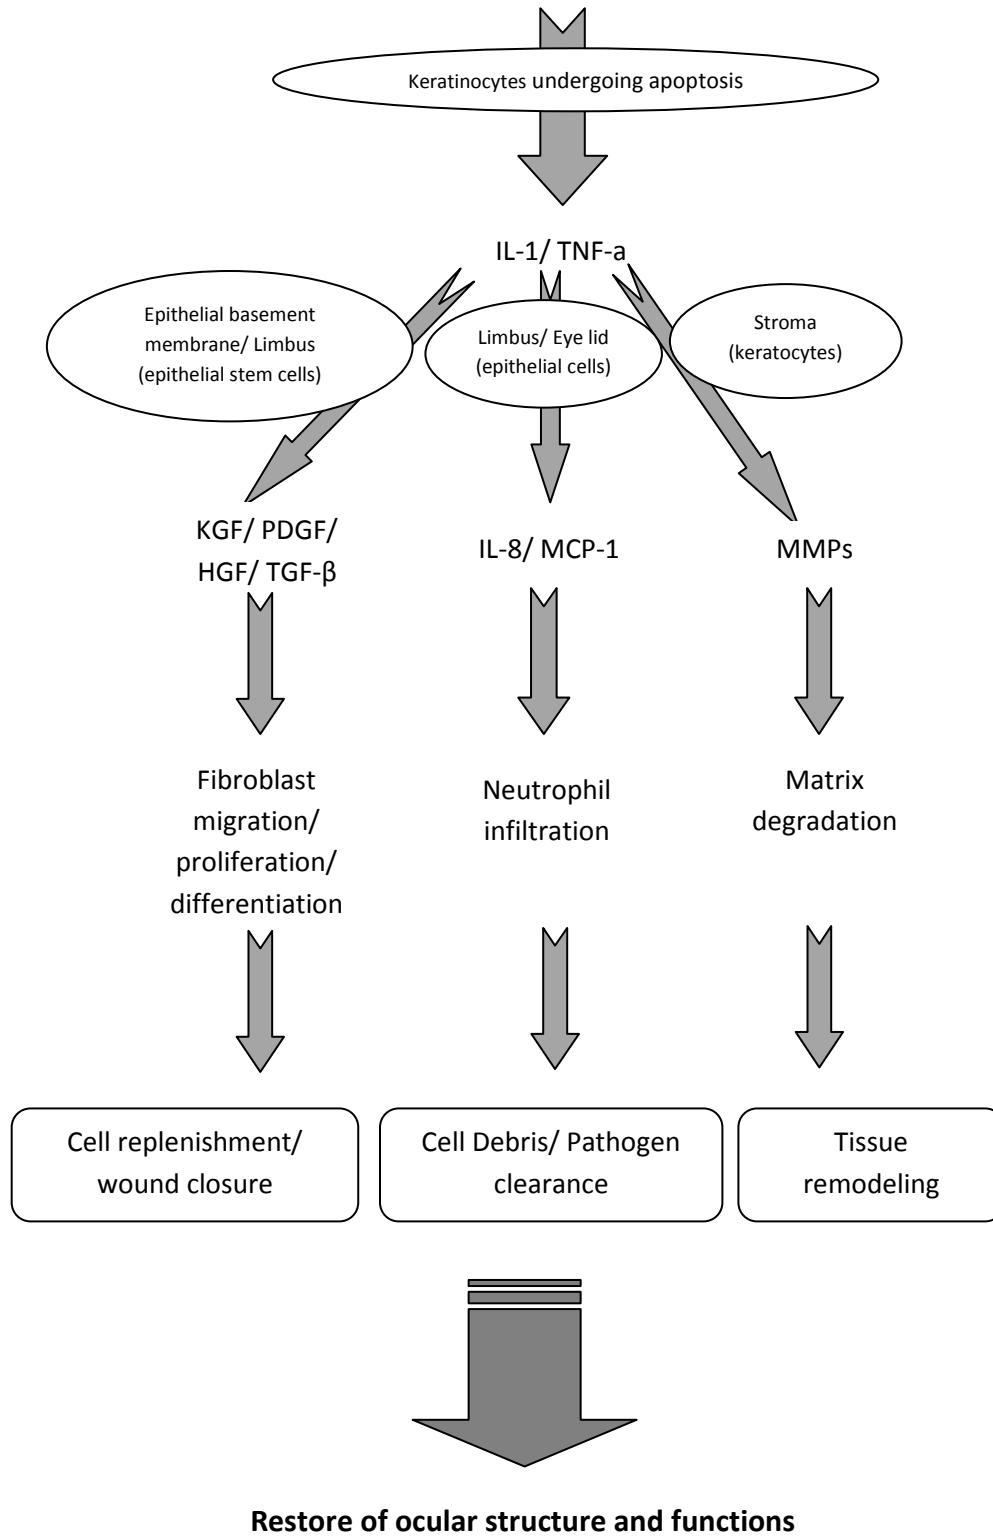 Keratinocytes undergoing apoptosis
IL-1/ TNF-a
Epithelial basement
membrane/ Limbus
(epithelial stem cells)
Limbus/ Eye lid
(epithelial cells)
Stroma
(keratocytes)
KGF/ PDGF/
HGF/ TGF-β
IL-8/ MCP-1
MMPs
Fibroblast
migration/
proliferation/
differentiation
Neutrophil
infiltration
Matrix
degradation
Cell replenishment/
wound closure
Cell Debris/ Pathogen
clearance
Tissue
remodeling
Restore of ocular structure and functions